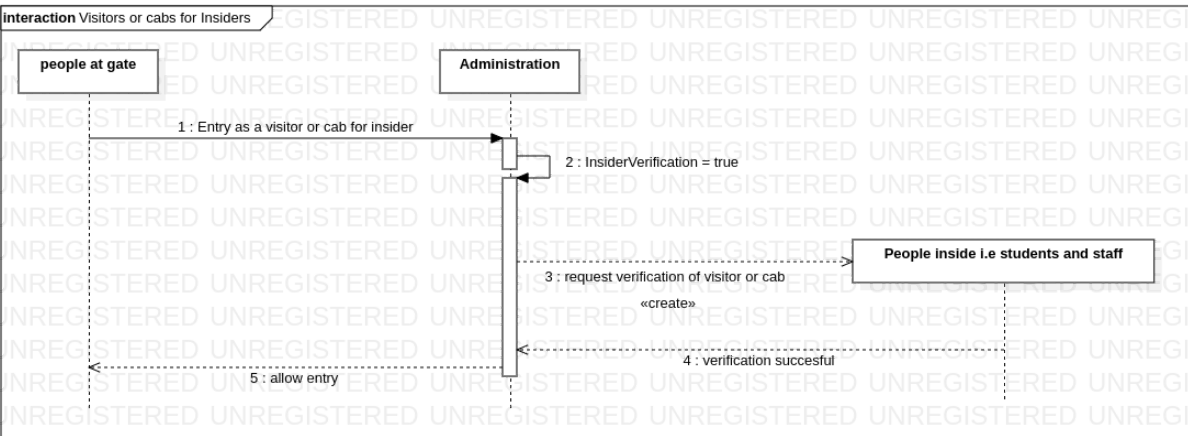 interaction Visitors or cabs for Insiders
people at gate
Administration
1 : Entry as a visitor or cab for insider
2 : InsiderVerification = true
People inside i.e students and staff
3 : request verification of visitor or cab
«create»
4 : verification succesful
5 : allow entry
UNREGISTERED